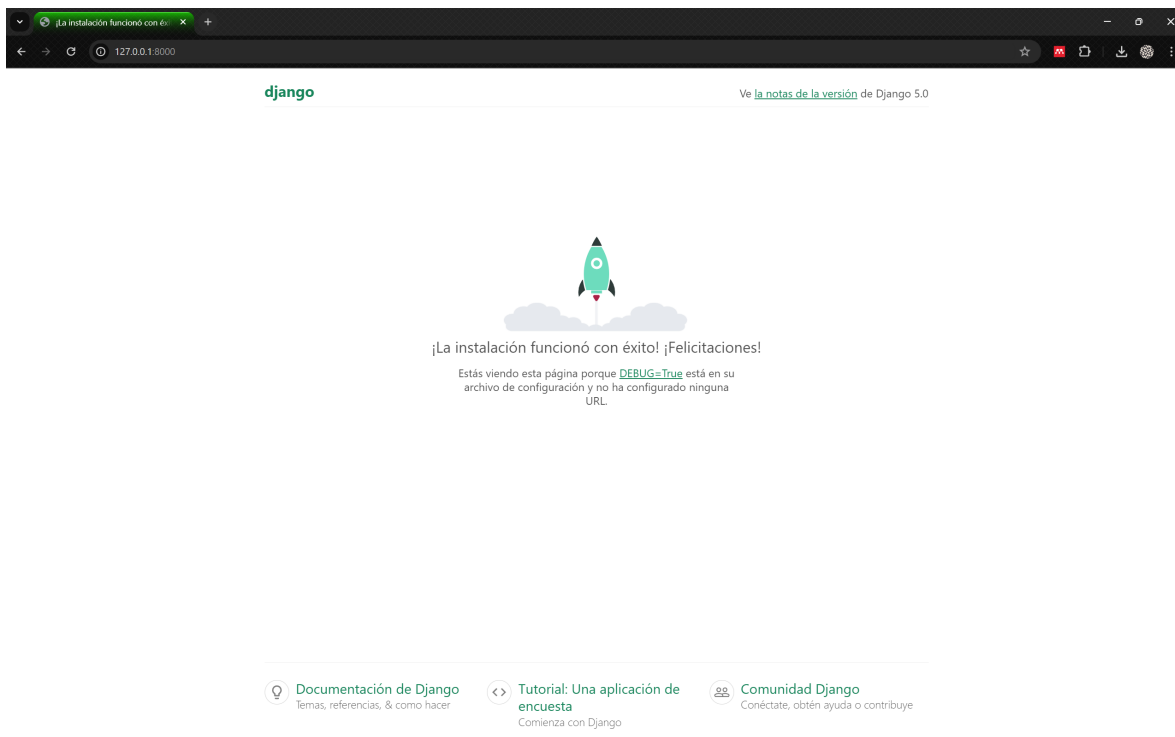 ¡La instalación funcionó con éx
127.0.0.1:8000
django
Ve la notas de la versión de Django 5.0
¡La instalación funcionó con éxito! ¡Felicitaciones!
Estás viendo esta página porque DEBUG=True está en su
archivo de configuración y no ha configurado ninguna
URL.
Documentación de Django
Temas, referencias, & como hacer
Tutorial: Una aplicación de
encuesta
Comienza con Django
Comunidad Django
Conéctate, obtén ayuda o contribuye